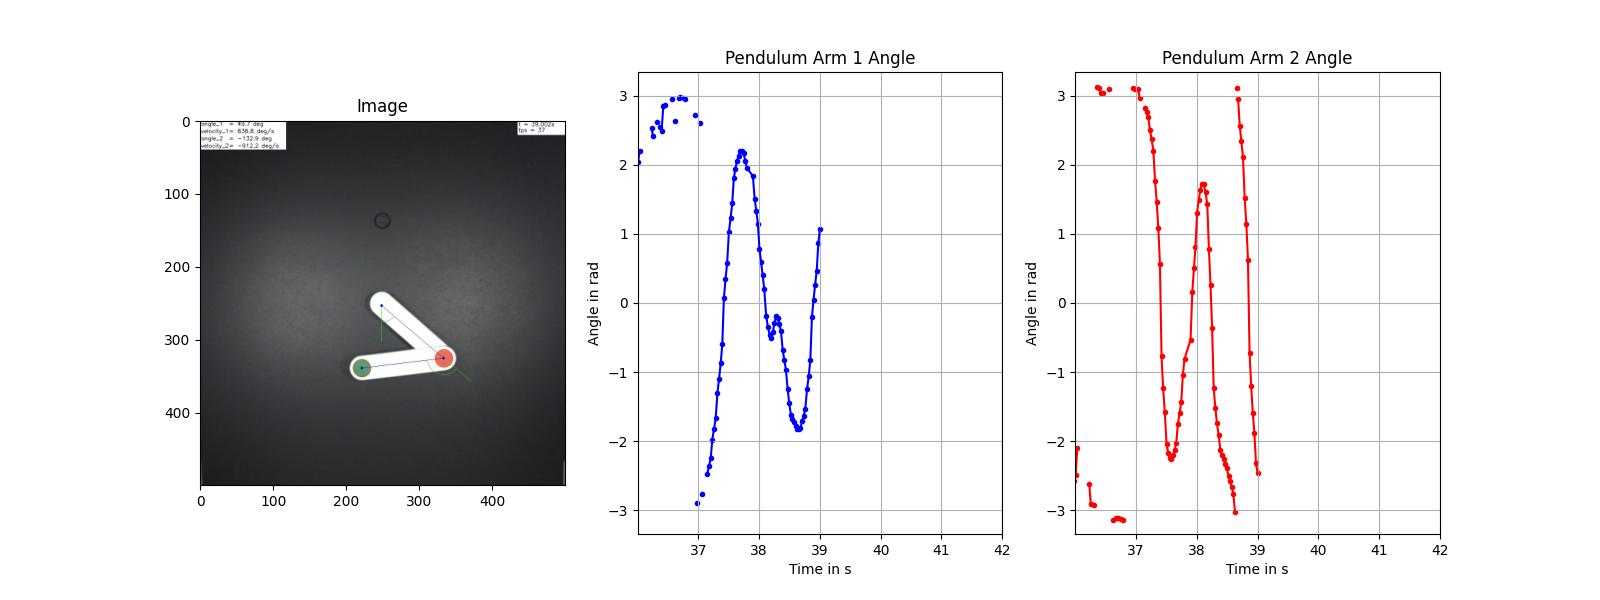 Image
angle_1 = 49.7 deg
velocity_1= 838.8 deg/s
angle_2 = -132.9 deg
velocity_2= -912.2 deg/s
t = 39.002s
fps = 37
0
100
200
300
400
0 100 200 300 400
Pendulum Arm 1 Angle
Angle in rad
3
2
1
0
−1
−2
−3
37 38 39 40 41 42
Time in s
Pendulum Arm 2 Angle
Angle in rad
3
2
1
0
−1
−2
−3
37 38 39 40 41 42
Time in s